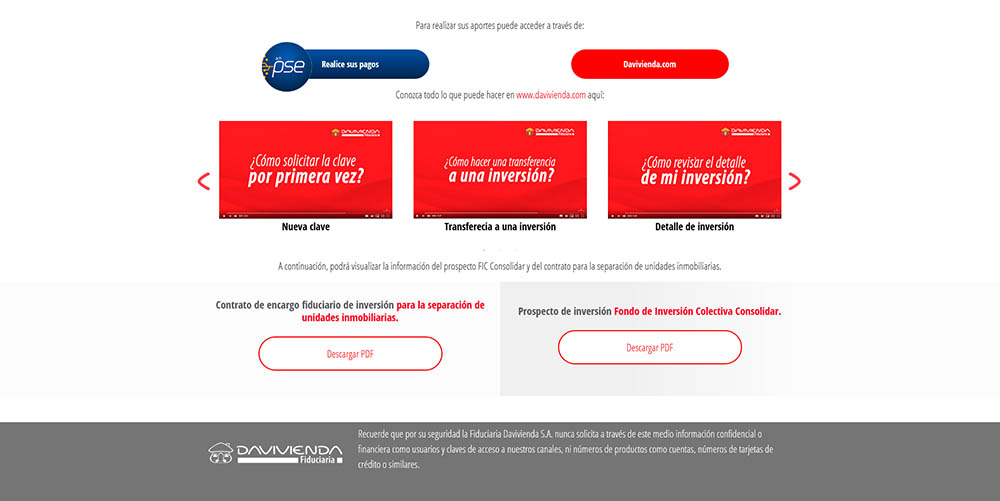 Para realizar sus aportes puede acceder a través de:
pse
Realice sus pagos
Davivienda.com
Conozca todo lo que puede hacer en www.davivienda.com aquí:
DAVIVIENDA
Fiduciaria
¿Cómo solicitar la clave
por primera vez?
DAVIVIENDA
Fiduciaria
¿Cómo hacer una transferencia
a una inversión?
DAVIVIENDA
Fiduciaria
¿Cómo revisar el detalle
de mi inversión?
Nueva clave
Transferecia a una inversión
Detalle de inversión
A continuación, podrá visualizar la información del prospecto FIC Consolidar y del contrato para la separación de unidades inmobiliarias.
Contrato de encargo fiduciario de inversión para la separación de
unidades inmobiliarias.
Descargar PDF
Prospecto de inversión Fondo de Inversión Colectiva Consolidar.
Descargar PDF
DAVIVIENDA
Fiduciaria
Recuerde que por su seguridad la Fiduciaria Davivienda S.A. nunca solicita a través de este medio información confidencial o
financiera como usuarios y claves de acceso a nuestros canales, ni números de productos como cuentas, números de tarjetas de
crédito o similares.